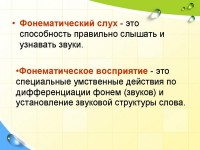 • Фонематический слух - это
способность правильно слышать и
узнавать звуки.
•Фонематическое восприятие - это
специальные умственные действия по
дифференциации фонем (звуков) и
установление звуковой структуры слова.